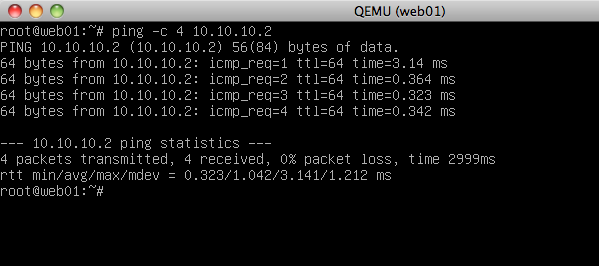 QEMU (web01)
root@web01:~# ping -c 4 10.10.10.2
PING 10.10.10.2 (10.10.10.2) 56(84) bytes of data.
64 bytes from 10.10.10.2: icmp_req=1 ttl=64 time=3.14 ms
64 bytes from 10.10.10.2: icmp_req=2 ttl=64 time=0.364 ms
64 bytes from 10.10.10.2: icmp_req=3 ttl=64 time=0.323 ms
64 bytes from 10.10.10.2: icmp_req=4 ttl=64 time=0.342 ms
--- 10.10.10.2 ping statistics ---
4 packets transmitted, 4 received, 0% packet loss, time 2999ms
rtt min/avg/max/mdev = 0.323/1.042/3.141/1.212 ms
root@web01:~#